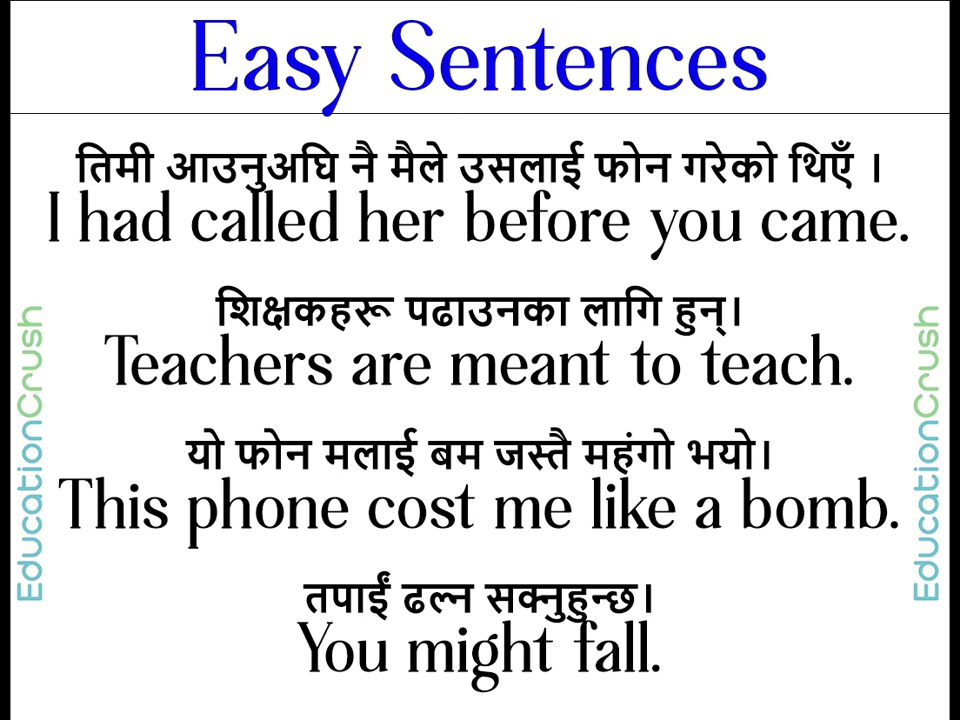 Easy Sentences
तिमी आउनुअघि नै मैले उसलाई फोन गरेको थिएँ ।
I had called her before you came.
शिक्षकहरू पढाउनका लागि हुन्।
Teachers are meant to teach.
यो फोन मलाई बम जस्तै महंगो भयो।
This phone cost me like a bomb.
तपाईं ढल्न सक्नुहुन्छ।
You might fall.
EducationCrush
EducationCrush